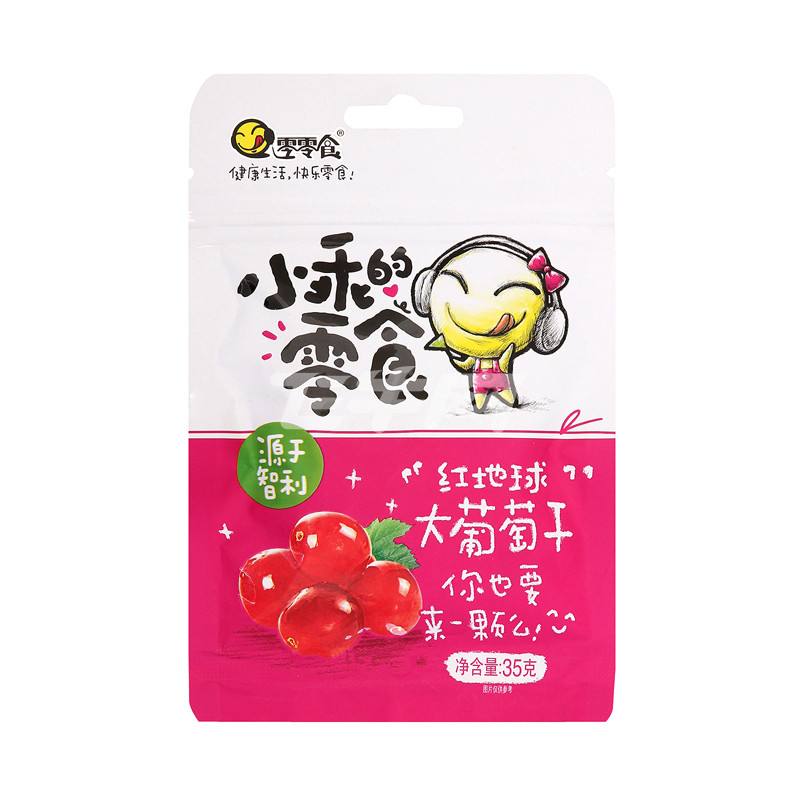 零零食®
健康生活,快乐零食!
小乖的
零食
源于
智利
“红地球”
大葡萄干
你也要
来一颗么!
净含量:35克
图片仅供参考